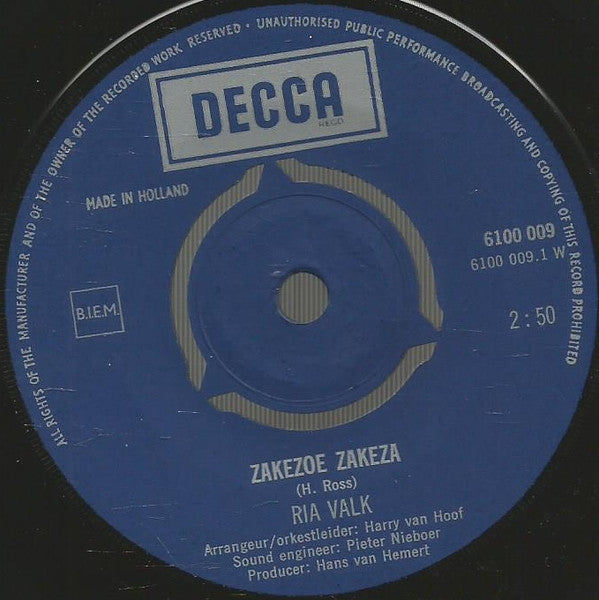 ALL RIGHTS OF THE MANUFACTURER AND OF THE OWNER OF THE RECORDED WORK RESERVED · UNAUTHORISED PUBLIC PERFORMANCE BROADCASTING AND COPYING OF THIS RECORD PROHIBITED
DECCA
REGD
MADE IN HOLLAND
6100 009
6100 009.1 W
B.I.E.M.
2:50
ZAKEZOE ZAKEZA
(H. Ross)
RIA VALK
Arrangeur/orkestleider: Harry van Hoof
Sound engineer: Pieter Nieboer
Producer: Hans van Hemert